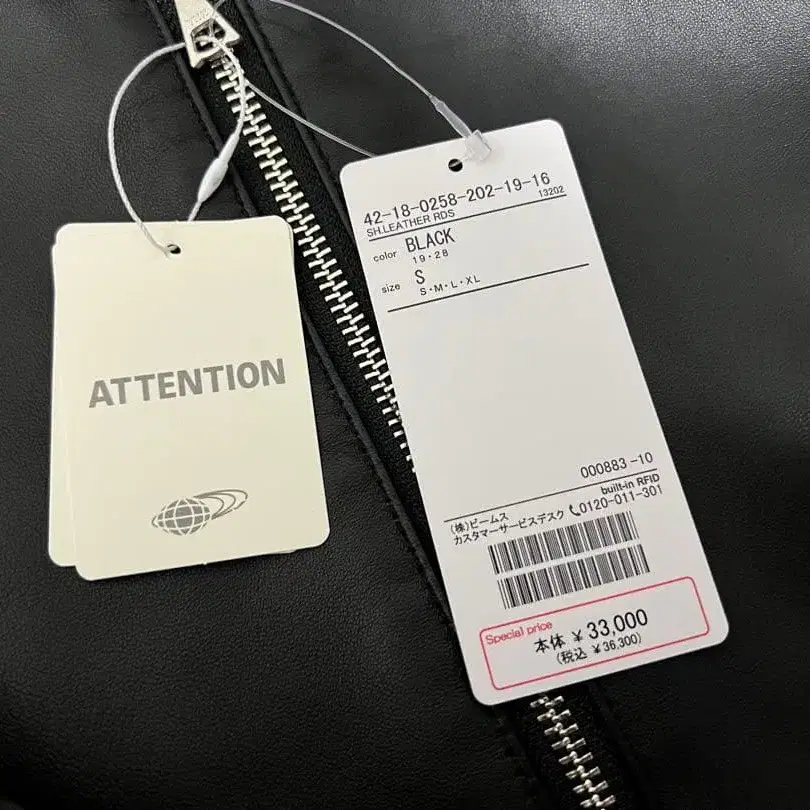 ATTENTION
42-18-0258-202-19-16
SH.LEATHER RDS 13202
color BLACK
19・28
size S
S・M・L・XL
000883 -10
built-in RFID
(株)ビームス
カスタマーサービスデスク 0120-011-301
Special price
本体 ¥33,000
(税込 ¥36,300)